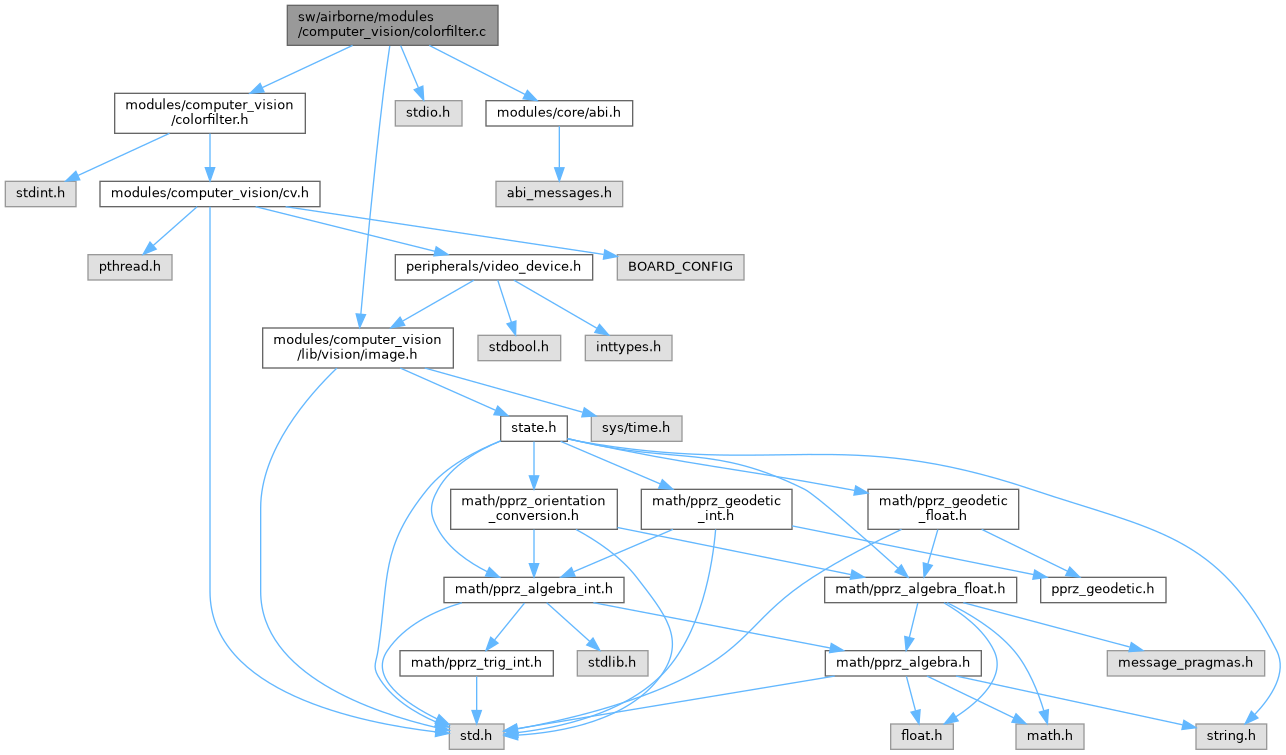 sw/airborne/modules
/computer_vision/colorfilter.c
modules/computer_vision
/colorfilter.h
stdio.h
modules/core/abi.h
stdint.h
modules/computer_vision/cv.h
abi_messages.h
pthread.h
peripherals/video_device.h
BOARD_CONFIG
modules/computer_vision
/lib/vision/image.h
stdbool.h
inttypes.h
state.h
sys/time.h
math/pprz_orientation
_conversion.h
math/pprz_geodetic
_int.h
math/pprz_geodetic
_float.h
math/pprz_algebra_int.h
math/pprz_algebra_float.h
pprz_geodetic.h
math/pprz_trig_int.h
stdlib.h
math/pprz_algebra.h
message_pragmas.h
std.h
float.h
math.h
string.h